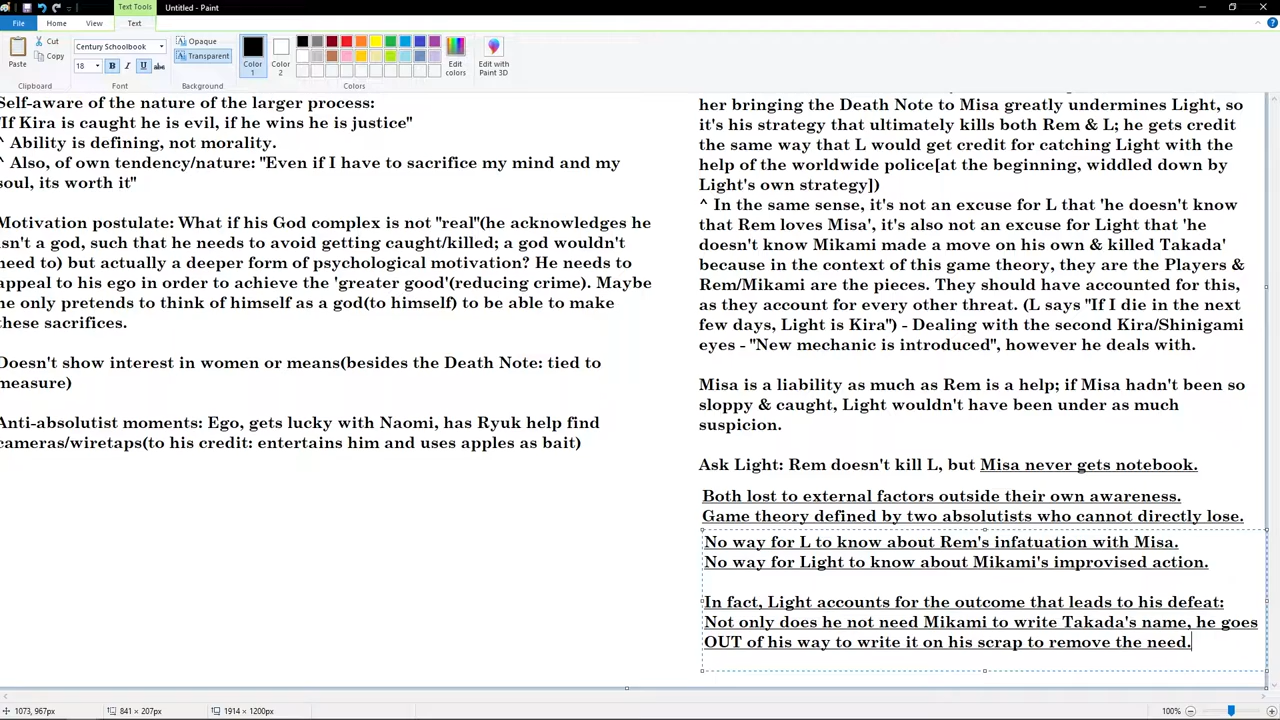 Text Tools
Untitled - Paint
File
Home
View
Text
Paste
Cut
Copy
Clipboard
Century Schoolbook
18
B I U abc
Font
Opaque
Transparent
Background
Color 1
Color 2
Edit colors
Colors
Edit with Paint 3D
Self-aware of the nature of the larger process:
"If Kira is caught he is evil, if he wins he is justice"
^ Ability is defining, not morality.
^ Also, of own tendency/nature: "Even if I have to sacrifice my mind and my
soul, its worth it"
Motivation postulate: What if his God complex is not "real"(he acknowledges he
isn't a god, such that he needs to avoid getting caught/killed; a god wouldn't
need to) but actually a deeper form of psychological motivation? He needs to
appeal to his ego in order to achieve the 'greater good'(reducing crime). Maybe
he only pretends to think of himself as a god(to himself) to be able to make
these sacrifices.
Doesn't show interest in women or means(besides the Death Note: tied to
measure)
Anti-absolutist moments: Ego, gets lucky with Naomi, has Ryuk help find
cameras/wiretaps(to his credit: entertains him and uses apples as bait)
her bringing the Death Note to Misa greatly undermines Light, so
it's his strategy that ultimately kills both Rem & L; he gets credit
the same way that L would get credit for catching Light with the
help of the worldwide police[at the beginning, widdled down by
Light's own strategy])
^ In the same sense, it's not an excuse for L that 'he doesn't know
that Rem loves Misa', it's also not an excuse for Light that 'he
doesn't know Mikami made a move on his own & killed Takada'
because in the context of this game theory, they are the Players &
Rem/Mikami are the pieces. They should have accounted for this,
as they account for every other threat. (L says "If I die in the next
few days, Light is Kira") - Dealing with the second Kira/Shinigami
eyes - "New mechanic is introduced", however he deals with.
Misa is a liability as much as Rem is a help; if Misa hadn't been so
sloppy & caught, Light wouldn't have been under as much
suspicion.
Ask Light: Rem doesn't kill L, but Misa never gets notebook.
Both lost to external factors outside their own awareness.
Game theory defined by two absolutists who cannot directly lose.
No way for L to know about Rem's infatuation with Misa.
No way for Light to know about Mikami's improvised action.
In fact, Light accounts for the outcome that leads to his defeat:
Not only does he not need Mikami to write Takada's name, he goes
OUT of his way to write it on his scrap to remove the need.
1073, 967px
841 × 207px
1914 × 1200px
100%